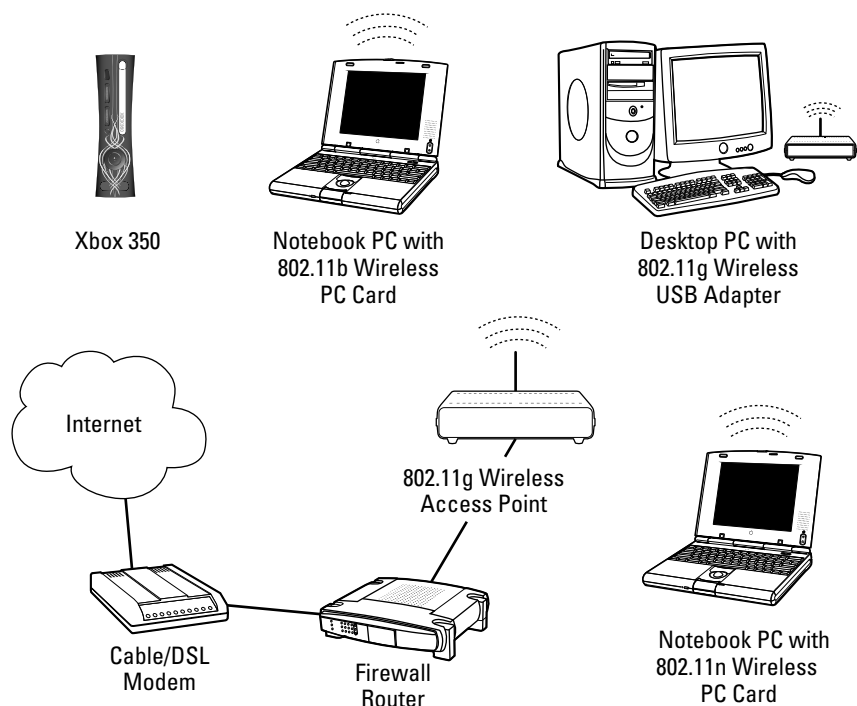 Xbox 350
Notebook PC with
802.11b Wireless
PC Card
Desktop PC with
802.11g Wireless
USB Adapter
Internet
802.11g Wireless
Access Point
Cable/DSL
Modem
Firewall
Router
Notebook PC with
802.11n Wireless
PC Card